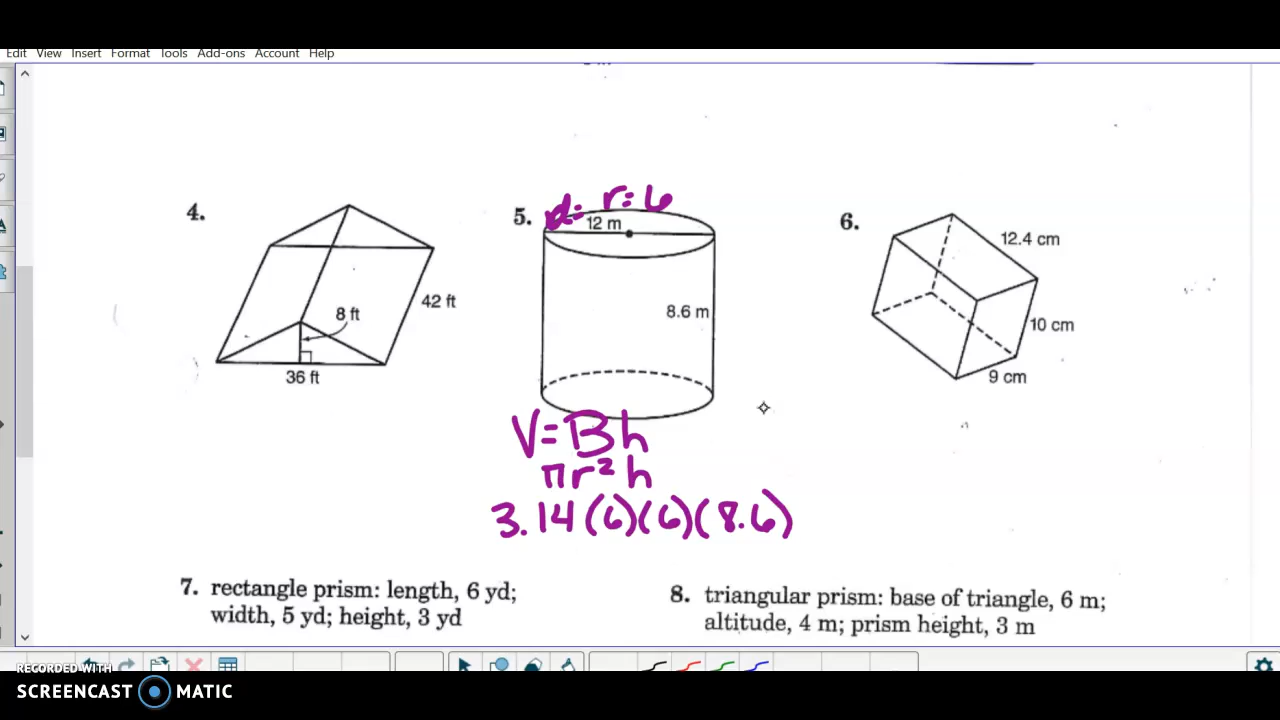 Edit View Insert Format Tools Add-ons Account Help
4.
8 ft
42 ft
36 ft
5.
d= r=6
12 m
8.6 m
V=Bh
πr²h
3.14(6)(6)(8.6)
6.
12.4 cm
10 cm
9 cm
7. rectangle prism: length, 6 yd;
width, 5 yd; height, 3 yd
8. triangular prism: base of triangle, 6 m;
altitude, 4 m; prism height, 3 m
RECORDED WITH
SCREENCAST MATIC